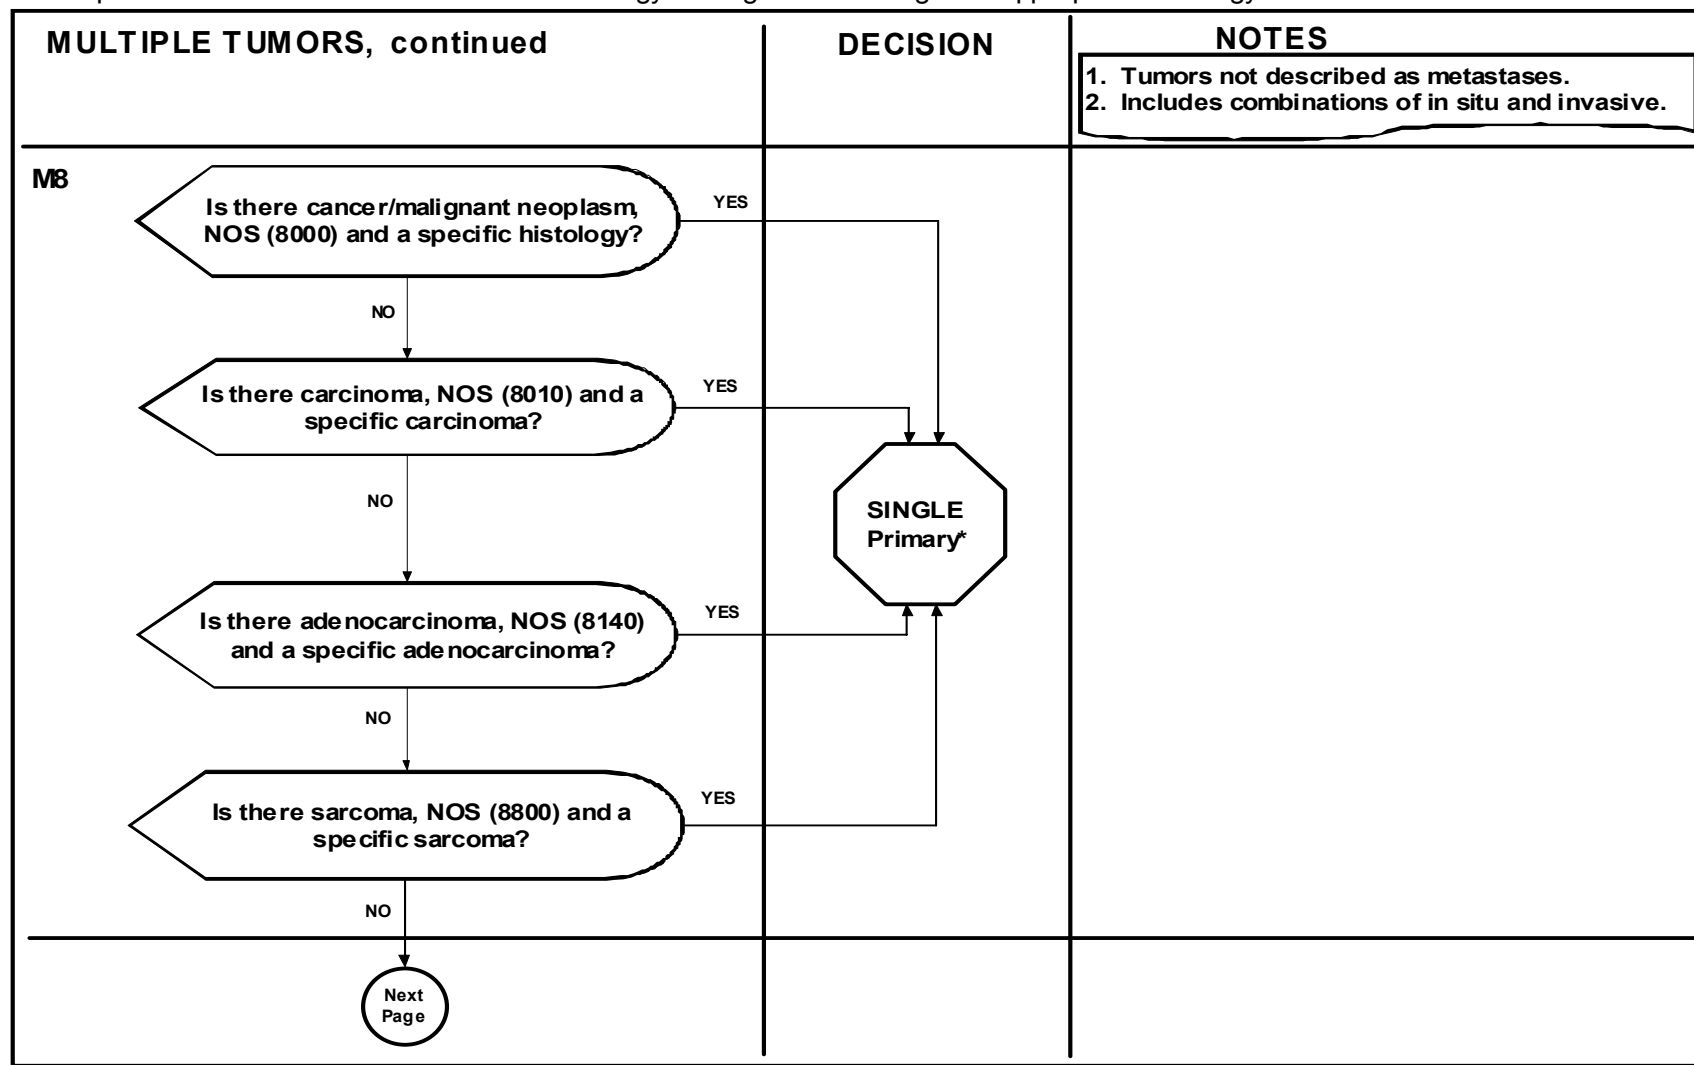 MULTIPLE TUMORS, continued
DECISION
NOTES
1. Tumors not described as metastases.
2. Includes combinations of in situ and invasive.
M8
Is there cancer/malignant neoplasm,
NOS (8000) and a specific histology?
YES
NO
Is there carcinoma, NOS (8010) and a
specific carcinoma?
YES
NO
SINGLE
Primary*
Is there adenocarcinoma, NOS (8140)
and a specific adenocarcinoma?
YES
NO
Is there sarcoma, NOS (8800) and a
specific sarcoma?
YES
NO
Next
Page